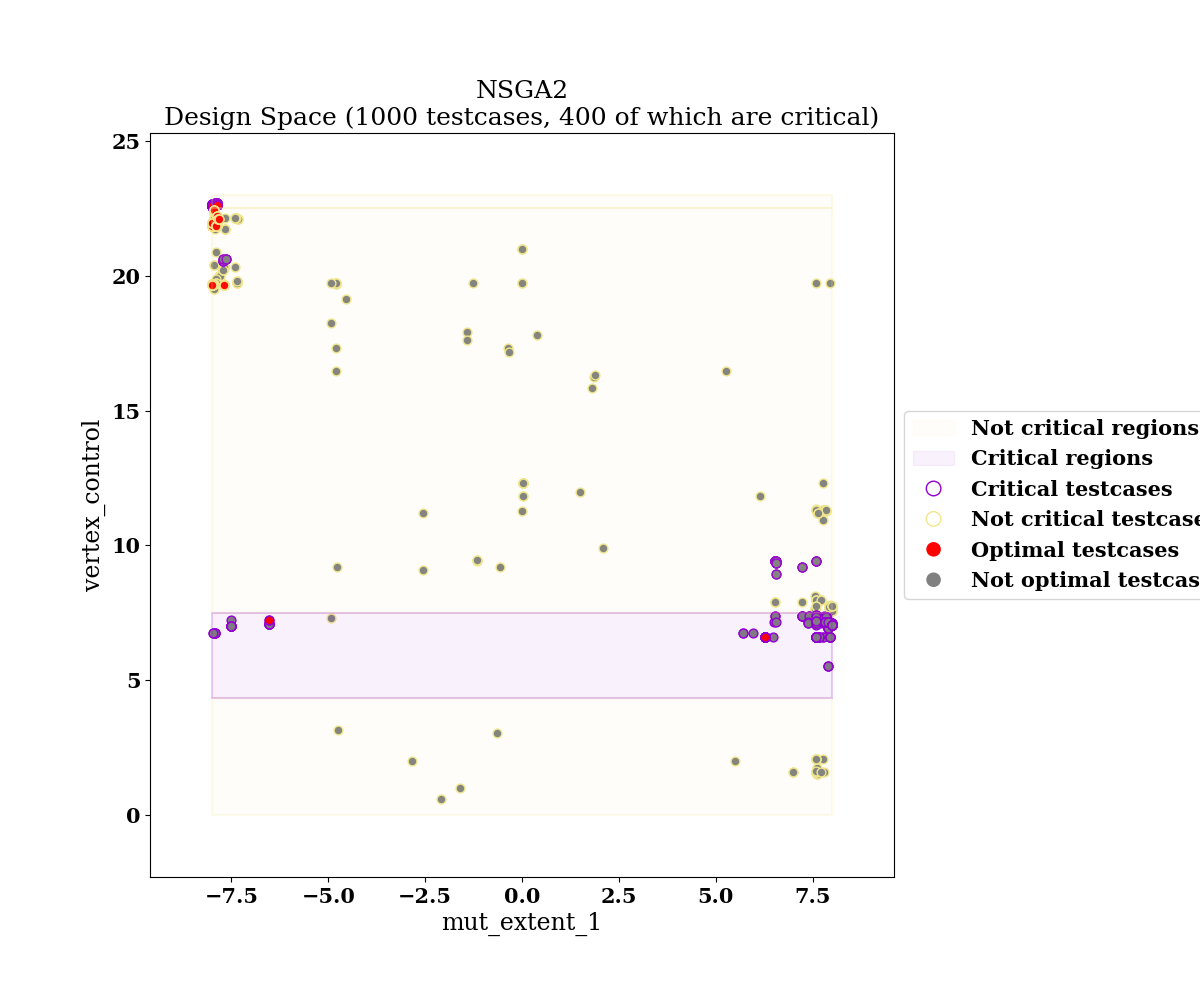 NSGA2
Design Space (1000 testcases, 400 of which are critical)
25
20
15
10
5
0
vertex_control
−7.5
−5.0
−2.5
0.0
2.5
5.0
7.5
mut_extent_1
Not critical regions
Critical regions
Critical testcases
Not critical testcase
Optimal testcases
Not optimal testcas